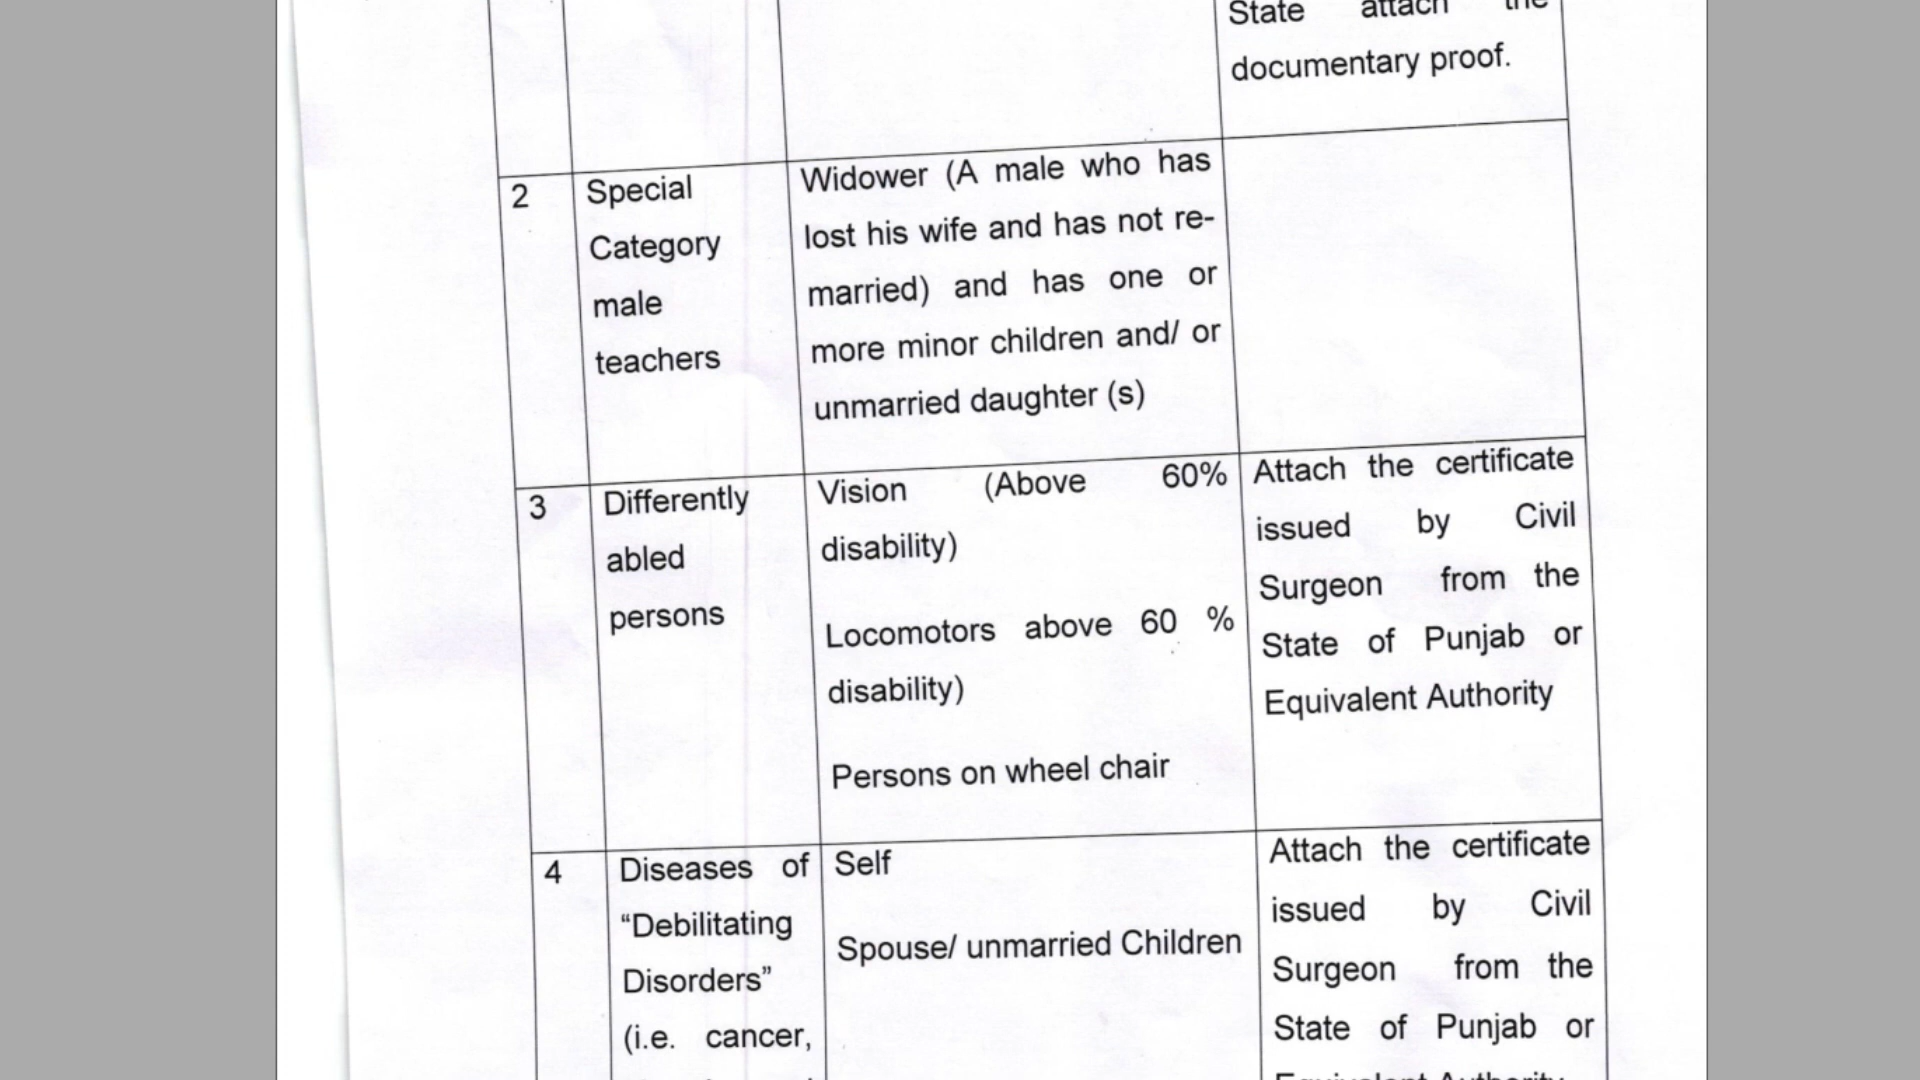 State attach the
documentary proof.
2
Special
Category
male
teachers
Widower (A male who has
lost his wife and has not re-
married) and has one or
more minor children and/ or
unmarried daughter (s)
3
Differently
abled
persons
Vision (Above 60%
disability)
Locomotors above 60 %
disability)
Persons on wheel chair
Attach the certificate
issued by Civil
Surgeon from the
State of Punjab or
Equivalent Authority
4
Diseases of
“Debilitating
Disorders”
(i.e. cancer,
Self
Spouse/ unmarried Children
Attach the certificate
issued by Civil
Surgeon from the
State of Punjab or
Equivalent Authority